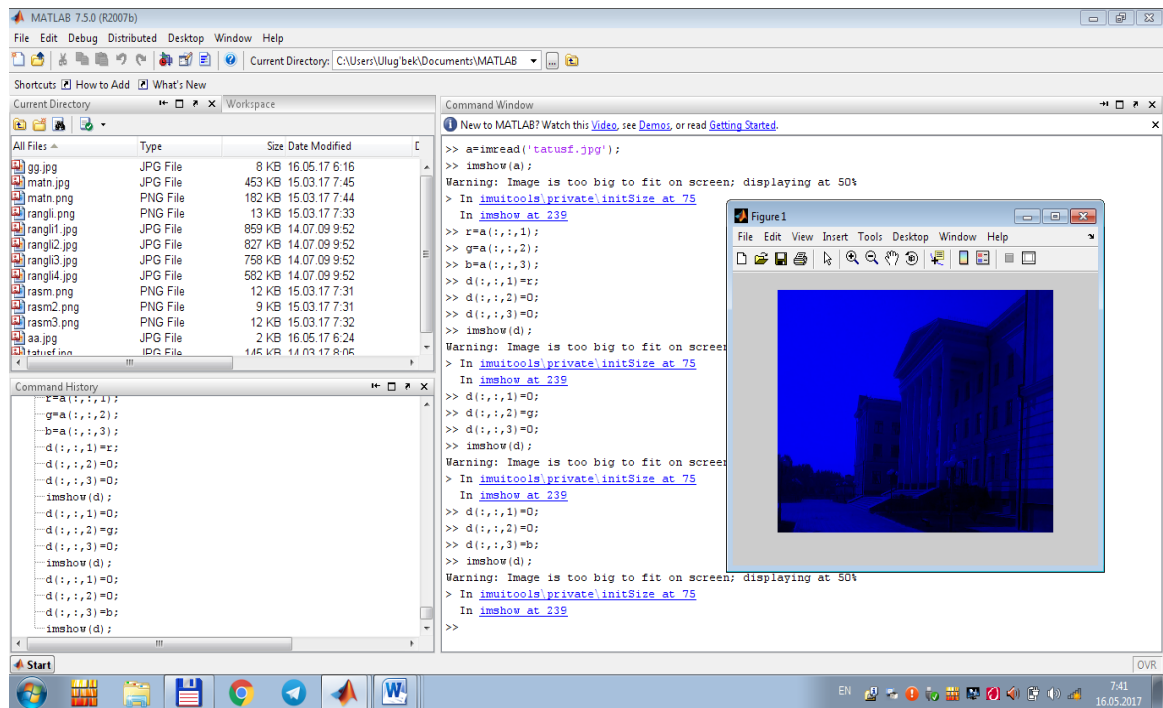 MATLAB 7.5.0 (R2007b)
File Edit Debug Distributed Desktop Window Help
Current Directory: C:\Users\Ulug'bek\Documents\MATLAB
Shortcuts How to Add What's New
Current Directory Workspace
All Files Type Size Date Modified D
gg.jpg JPG File 8 KB 16.05.17 6:16
matn.jpg JPG File 453 KB 15.03.17 7:45
matn.png PNG File 182 KB 15.03.17 7:44
rangli.png PNG File 13 KB 15.03.17 7:33
rangli1.jpg JPG File 859 KB 14.07.09 9:52
rangli2.jpg JPG File 827 KB 14.07.09 9:52
rangli3.jpg JPG File 758 KB 14.07.09 9:52
rangli4.jpg JPG File 582 KB 14.07.09 9:52
rasm.png PNG File 12 KB 15.03.17 7:31
rasm2.png PNG File 9 KB 15.03.17 7:31
rasm3.png PNG File 12 KB 15.03.17 7:32
aa.jpg JPG File 2 KB 16.05.17 6:24
tatusf.jpg JPG File 145 KB 14.03.17 8:05
Command History
r=a(:,:,1);
g=a(:,:,2);
b=a(:,:,3);
d(:,:,1)=r;
d(:,:,2)=0;
d(:,:,3)=0;
imshow(d);
d(:,:,1)=0;
d(:,:,2)=g;
d(:,:,3)=0;
imshow(d);
d(:,:,1)=0;
d(:,:,2)=0;
d(:,:,3)=b;
imshow(d);
Command Window
New to MATLAB? Watch this Video, see Demos, or read Getting Started.
>> a=imread('tatusf.jpg');
>> imshow(a);
Warning: Image is too big to fit on screen; displaying at 50%
> In imuitools\private\initSize at 75
In imshow at 239
>> r=a(:,:,1);
>> g=a(:,:,2);
>> b=a(:,:,3);
>> d(:,:,1)=r;
>> d(:,:,2)=0;
>> d(:,:,3)=0;
>> imshow(d);
Warning: Image is too big to fit on screen
> In imuitools\private\initSize at 75
In imshow at 239
>> d(:,:,1)=0;
>> d(:,:,2)=g;
>> d(:,:,3)=0;
>> imshow(d);
Warning: Image is too big to fit on screen
> In imuitools\private\initSize at 75
In imshow at 239
>> d(:,:,1)=0;
>> d(:,:,2)=0;
>> d(:,:,3)=b;
>> imshow(d);
Warning: Image is too big to fit on screen; displaying at 50%
> In imuitools\private\initSize at 75
In imshow at 239
>>
Figure 1
File Edit View Insert Tools Desktop Window Help
Start OVR
EN 7:41
16.05.2017